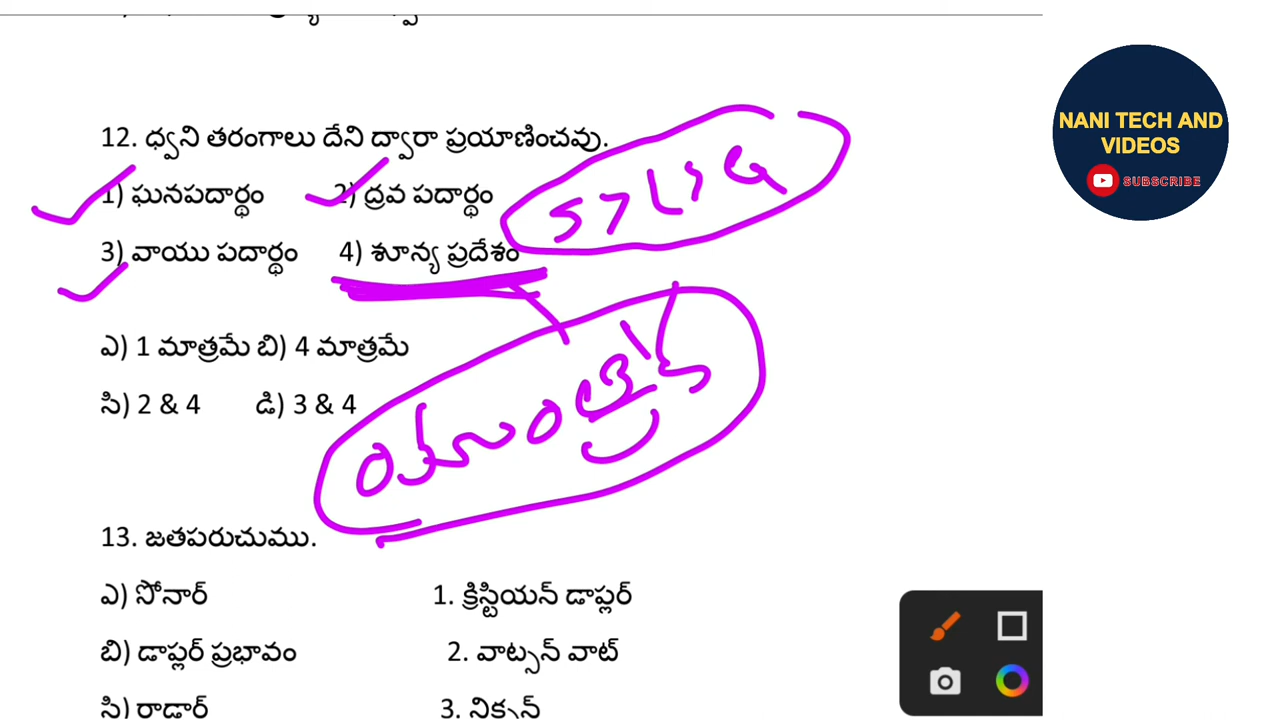 12. ధ్వని తరంగాలు దేని ద్వారా ప్రయాణించవు.
1) ఘనపదార్థం 2) ద్రవ పదార్థం
3) వాయు పదార్థం 4) శూన్య ప్రదేశం
ఎ) 1 మాత్రమే బి) 4 మాత్రమే
సి) 2 & 4 డి) 3 & 4
13. జతపరుచుము.
ఎ) సోనార్ 1. క్రిస్టియన్ డాప్లర్
బి) డాప్లర్ ప్రభావం 2. వాట్సన్ వాట్
సి) రాడార్ 3. నిక్సన్
NANI TECH AND
VIDEOS
SUBSCRIBE